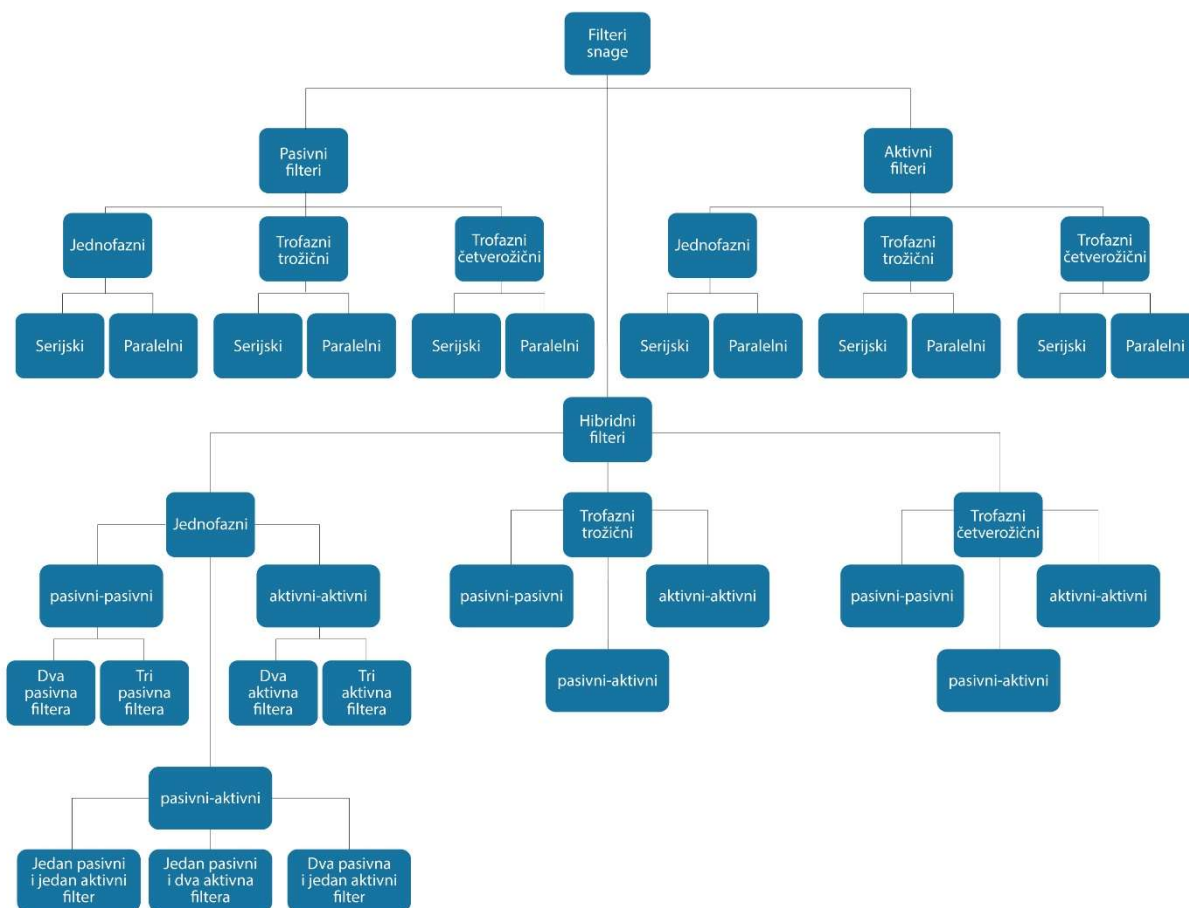 Filteri
snage
Pasivni
filteri
Aktivni
filteri
Jednofazni
Trofazni
trožični
Trofazni
četverožični
Jednofazni
Trofazni
trožični
Trofazni
četverožični
Serijski
Paralelni
Serijski
Paralelni
Serijski
Paralelni
Serijski
Paralelni
Serijski
Paralelni
Serijski
Paralelni
Hibridni
filteri
Jednofazni
Trofazni
trožični
Trofazni
četverožični
pasivni-pasivni
aktivni-aktivni
pasivni-pasivni
aktivni-aktivni
pasivni-pasivni
aktivni-aktivni
Dva
pasivna
filtera
Tri
pasivna
filtera
Dva
aktivna
filtera
Tri
aktivna
filtera
pasivni-aktivni
pasivni-aktivni
pasivni-aktivni
Jedan pasivni
i jedan aktivni
filter
Jedan pasivni
i dva aktivna
filtera
Dva pasivna
i jedan aktivni
filter